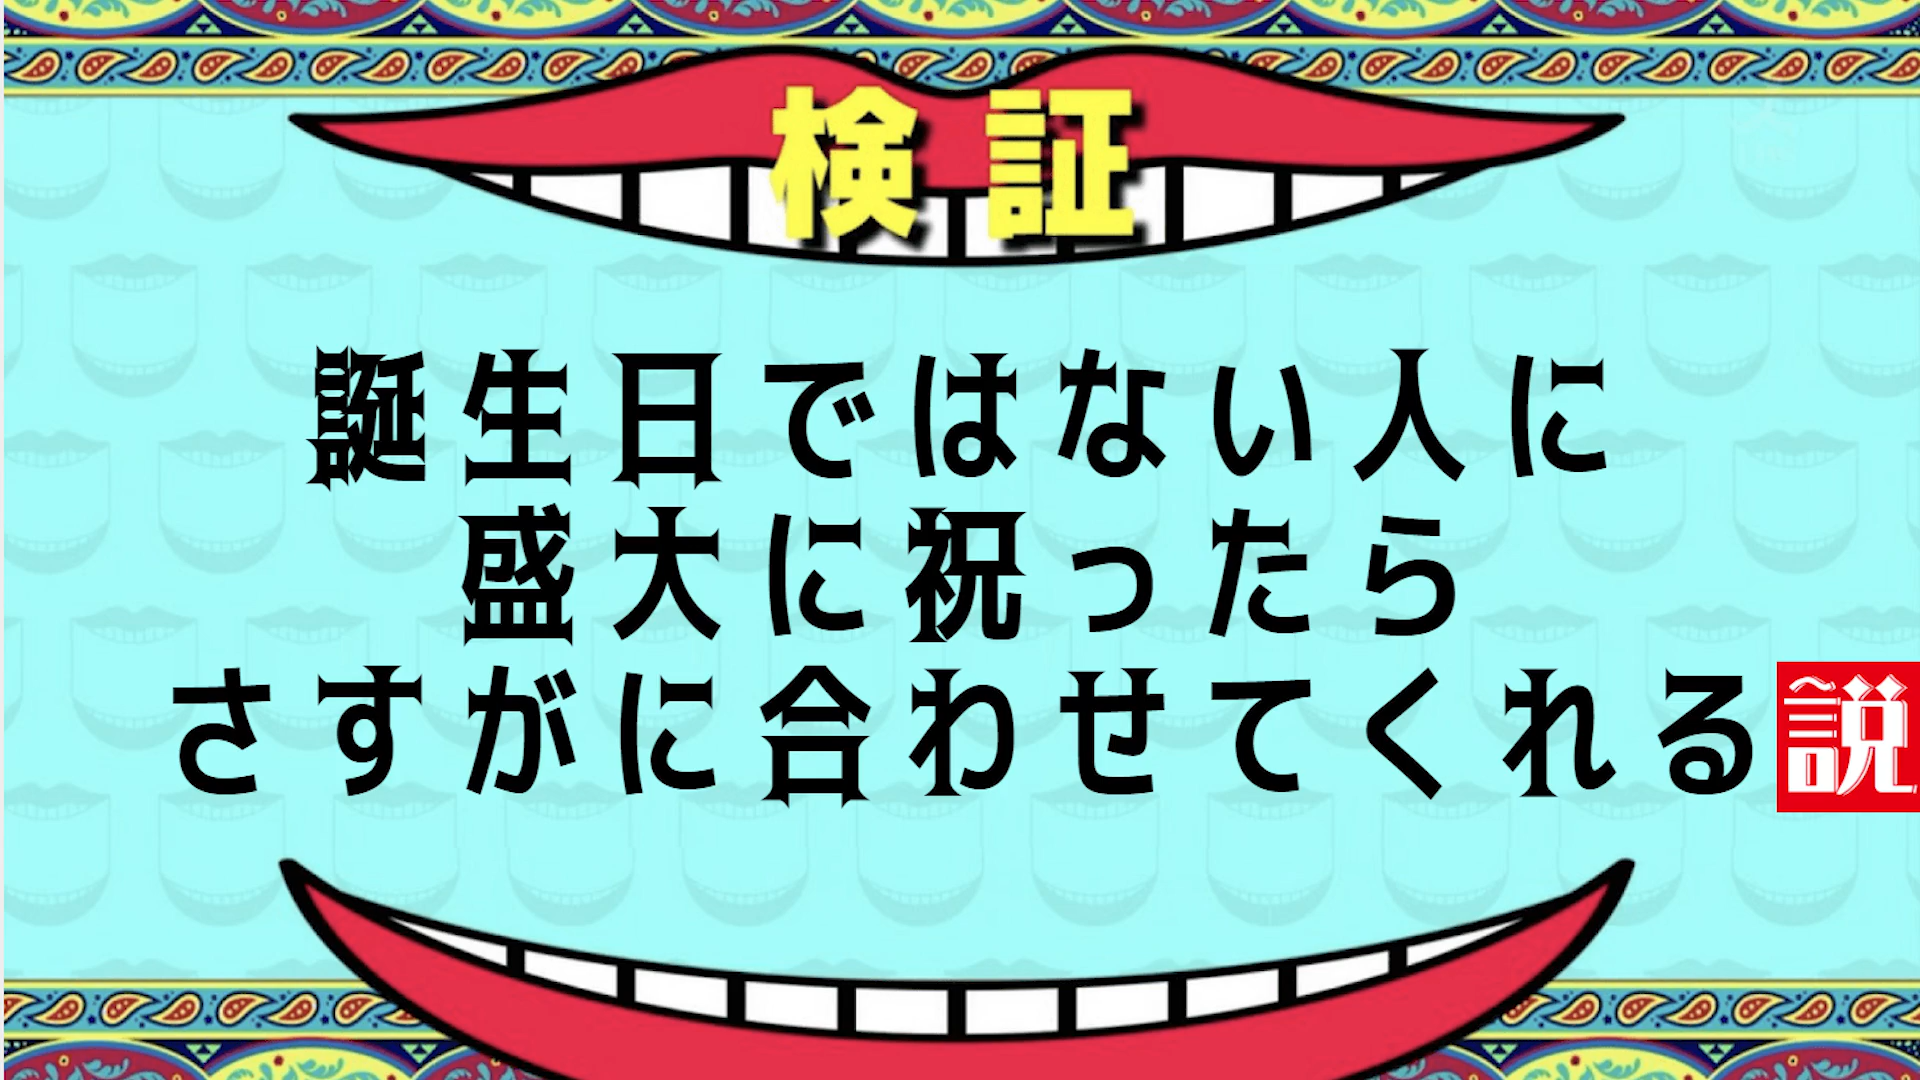 検証
誕生日ではない人に
盛大に祝ったら
さすがに合わせてくれる説